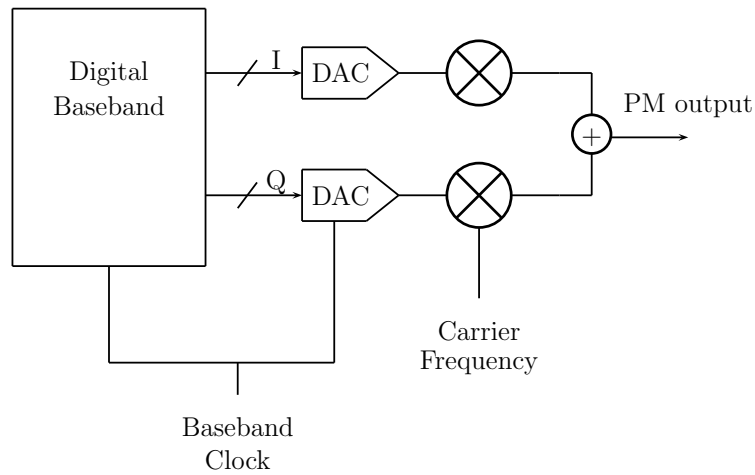 Digital
Baseband
I
DAC
PM output
+
Q
DAC
Carrier
Frequency
Baseband
Clock